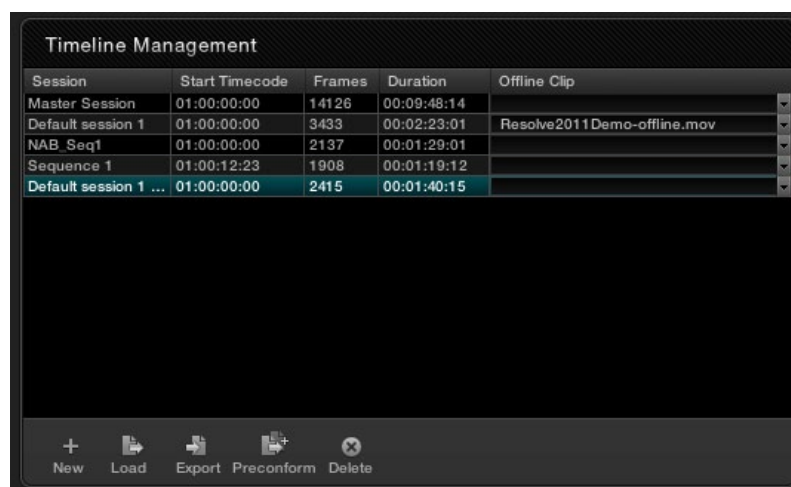 Timeline Management
Session Start Timecode Frames Duration Offline Clip
Master Session 01:00:00:00 14126 00:09:48:14
Default session 1 01:00:00:00 3433 00:02:23:01 Resolve2011Demo-offline.mov
NAB_Seq1 01:00:00:00 2137 00:01:29:01
Sequence 1 01:00:12:23 1908 00:01:19:12
Default session 1 ... 01:00:00:00 2415 00:01:40:15
New Load Export Preconform Delete